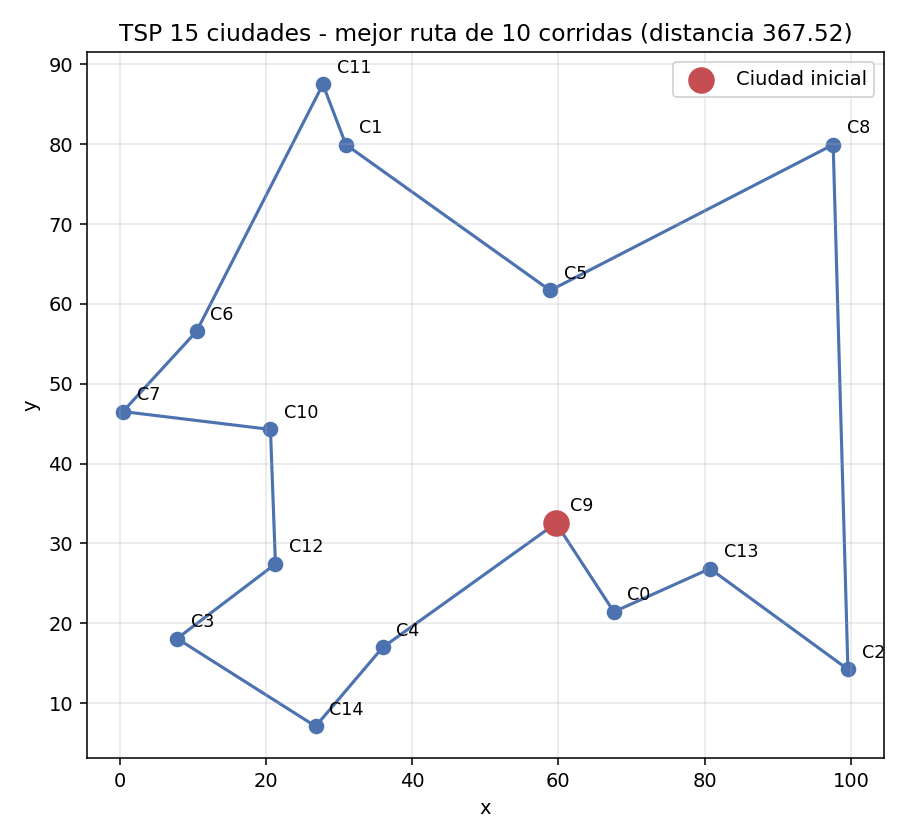 TSP 15 ciudades - mejor ruta de 10 corridas (distancia 367.52)
Ciudad inicial
90
80
70
60
50
40
30
20
10
y
C11
C1
C8
C5
C6
C7
C10
C9
C12
C13
C0
C3
C4
C2
C14
0
20
40
60
80
100
x